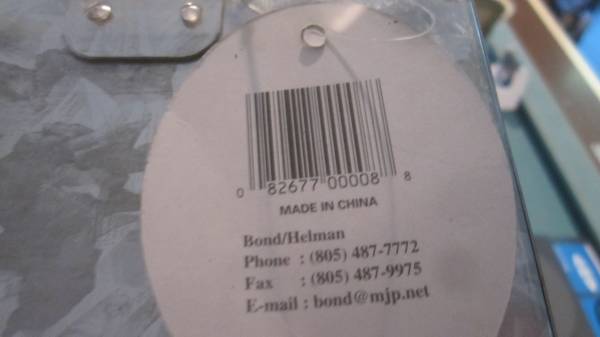 0 82677 00008 8
MADE IN CHINA
Bond/Helman
Phone : (805) 487-7772
Fax : (805) 487-9975
E-mail : bond@mjp.net